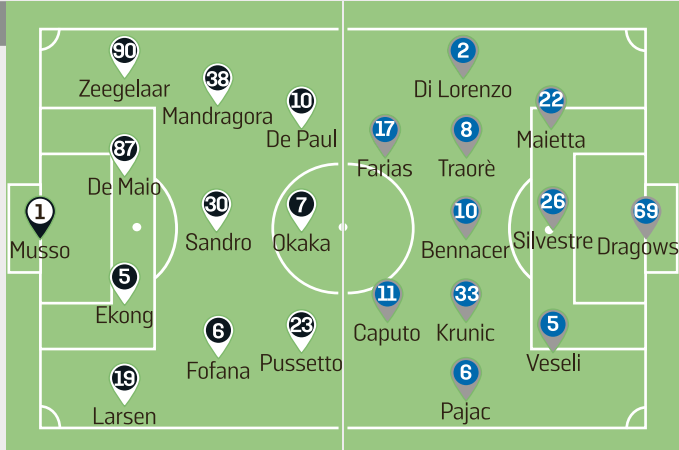 90
Zeegelaar
38
Mandragora
10
De Paul
87
De Maio
1
Musso
30
Sandro
7
Okaka
5
Ekong
6
Fofana
23
Pussetto
19
Larsen
2
Di Lorenzo
22
Maietta
17
Farias
8
Traorè
10
Bennacer
26
Silvestre
69
Dragows
11
Caputo
33
Krunic
5
Veseli
6
Pajac